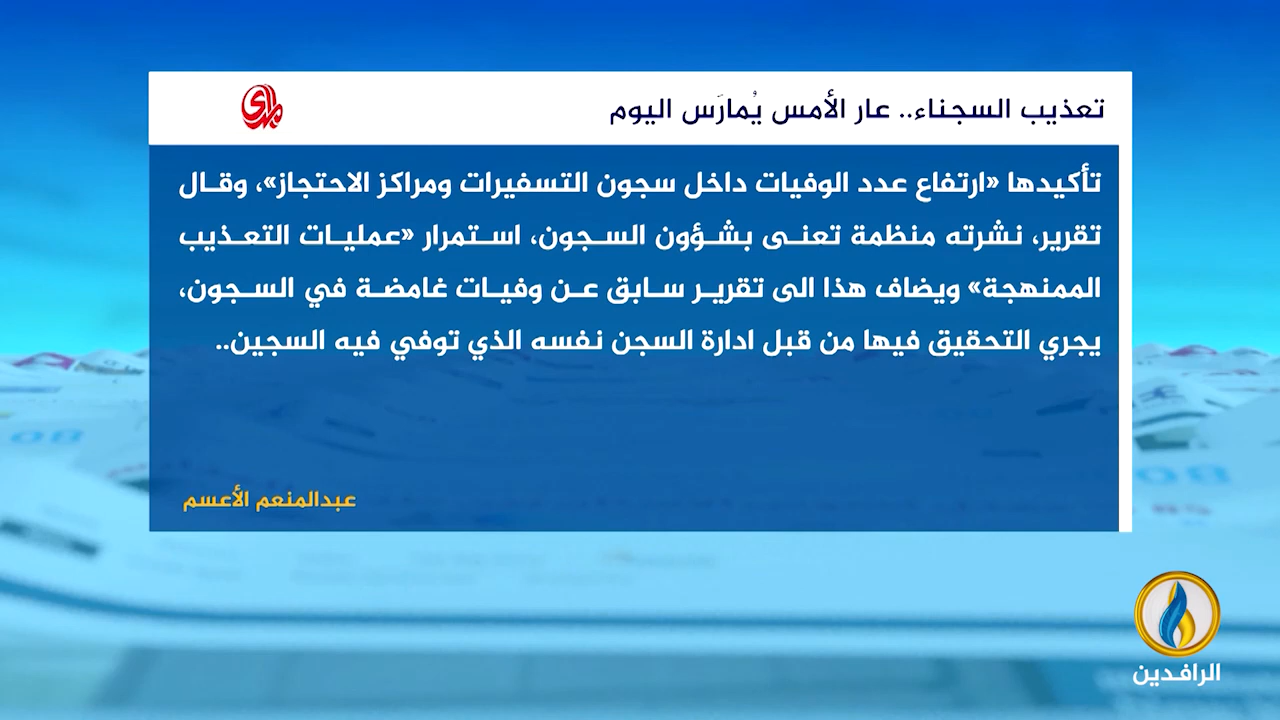 تعذيب السجناء.. عار الأمس يُمارَس اليوم
المدى
تأكيدها «ارتفاع عدد الوفيات داخل سجون التسفيرات ومراكز الاحتجاز»، وقال
تقرير، نشرته منظمة تعنى بشؤون السجون، استمرار «عمليات التعذيب
الممنهجة» ويضاف هذا الى تقرير سابق عن وفيات غامضة في السجون،
يجري التحقيق فيها من قبل ادارة السجن نفسه الذي توفي فيه السجين..
عبدالمنعم الأعسم
الرافدين